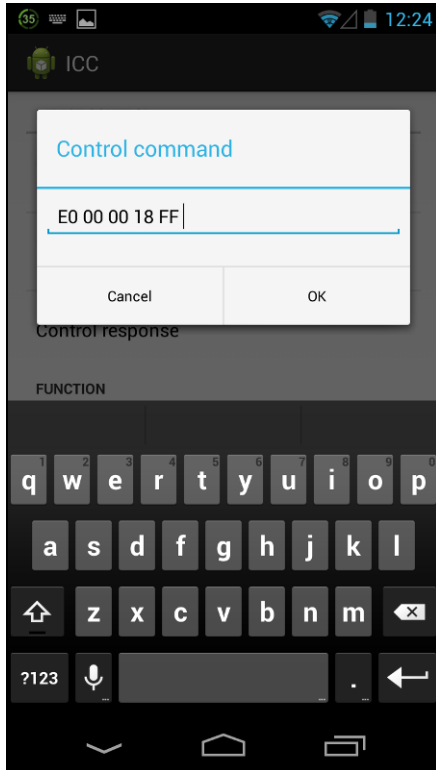 35 12:24
ICC
Control command
E0 00 00 18 FF
Cancel OK
Control response
FUNCTION
1 2 3 4 5 6 7 8 9 0
q w e r t y u i o p
a s d f g h j k l
z x c v b n m
?123 . ...